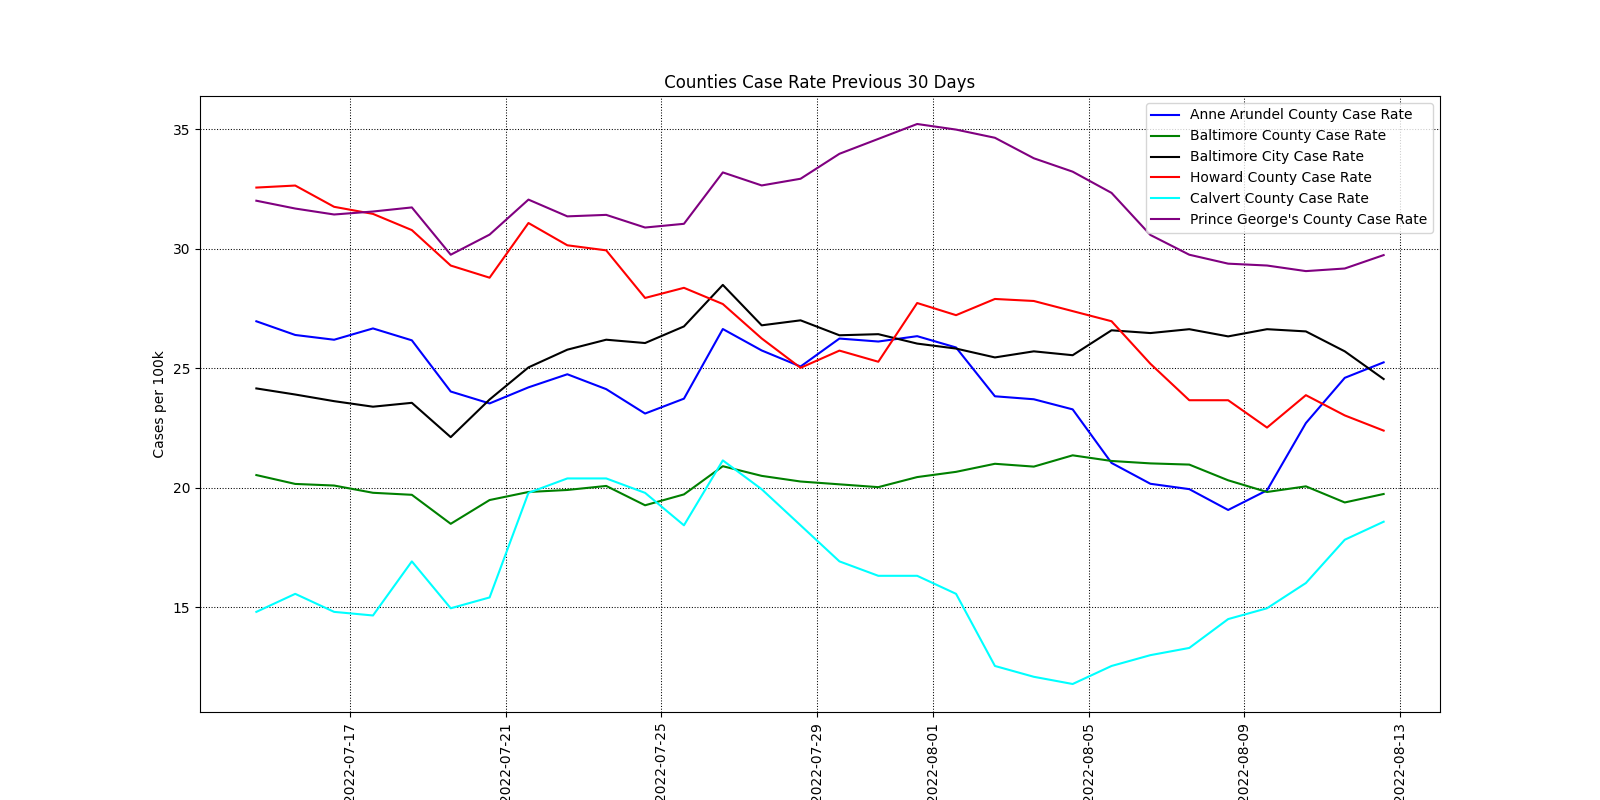 Counties Case Rate Previous 30 Days
Cases per 100k
35
30
25
20
15
Anne Arundel County Case Rate
Baltimore County Case Rate
Baltimore City Case Rate
Howard County Case Rate
Calvert County Case Rate
Prince George's County Case Rate
2022-07-17
2022-07-21
2022-07-25
2022-07-29
2022-08-01
2022-08-05
2022-08-09
2022-08-13